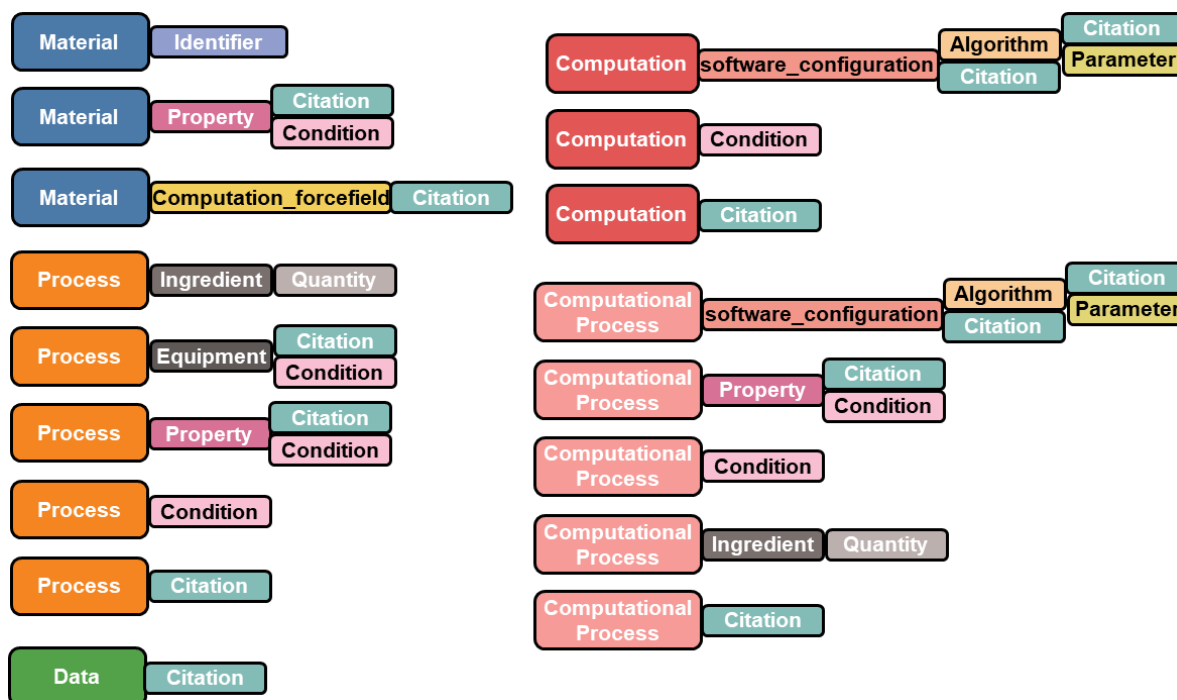 Material Identifier
Material Property Citation
Condition
Material Computation_forcefield Citation
Process Ingredient Quantity
Process Equipment Citation
Condition
Process Property Citation
Condition
Process Condition
Process Citation
Data Citation
Computation software_configuration Algorithm Citation
Citation Parameter
Computation Condition
Computation Citation
Computational
Process software_configuration Algorithm Citation
Citation Parameter
Computational
Process Property Citation
Condition
Computational
Process Condition
Computational
Process Ingredient Quantity
Computational
Process Citation